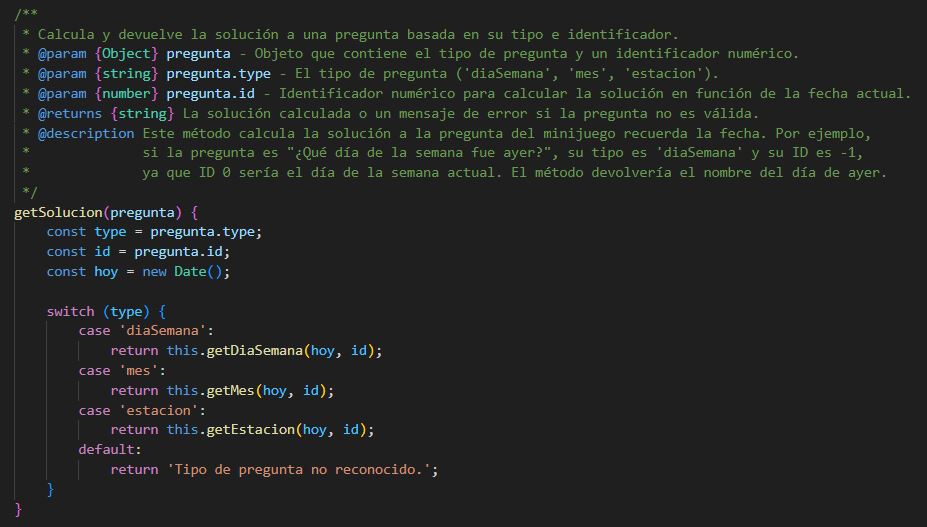 /**
 * Calcula y devuelve la solución a una pregunta basada en su tipo e identificador.
 * @param {Object} pregunta - Objeto que contiene el tipo de pregunta y un identificador numérico.
 * @param {string} pregunta.type - El tipo de pregunta ('diaSemana', 'mes', 'estacion').
 * @param {number} pregunta.id - Identificador numérico para calcular la solución en función de la fecha actual.
 * @returns {string} La solución calculada o un mensaje de error si la pregunta no es válida.
 * @description Este método calcula la solución a la pregunta del minijuego recuerda la fecha. Por ejemplo,
 *              si la pregunta es "¿Qué día de la semana fue ayer?", su tipo es 'diaSemana' y su ID es -1,
 *              ya que ID 0 sería el día de la semana actual. El método devolvería el nombre del día de ayer.
 */
getSolucion(pregunta) {
    const type = pregunta.type;
    const id = pregunta.id;
    const hoy = new Date();

    switch (type) {
        case 'diaSemana':
            return this.getDiaSemana(hoy, id);
        case 'mes':
            return this.getMes(hoy, id);
        case 'estacion':
            return this.getEstacion(hoy, id);
        default:
            return 'Tipo de pregunta no reconocido.';
    }
}